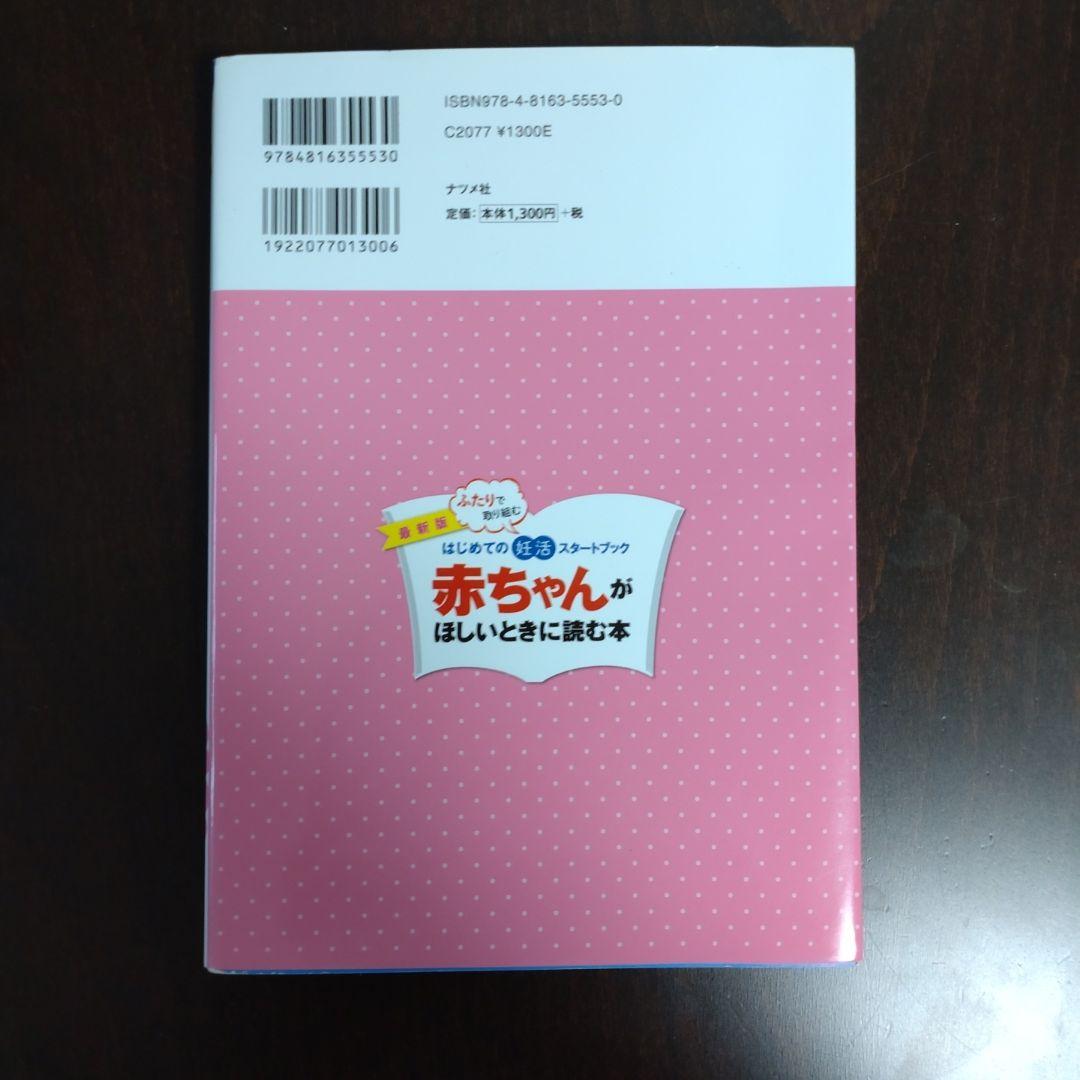 ISBN978-4-8163-5553-0
C2077 ¥1300E
9784816355530
ナツメ社
定価：本体1,300円+税
1922077013006
ふたりで
取り組む
最新版
はじめての妊活スタートブック
赤ちゃんが
ほしいときに読む本